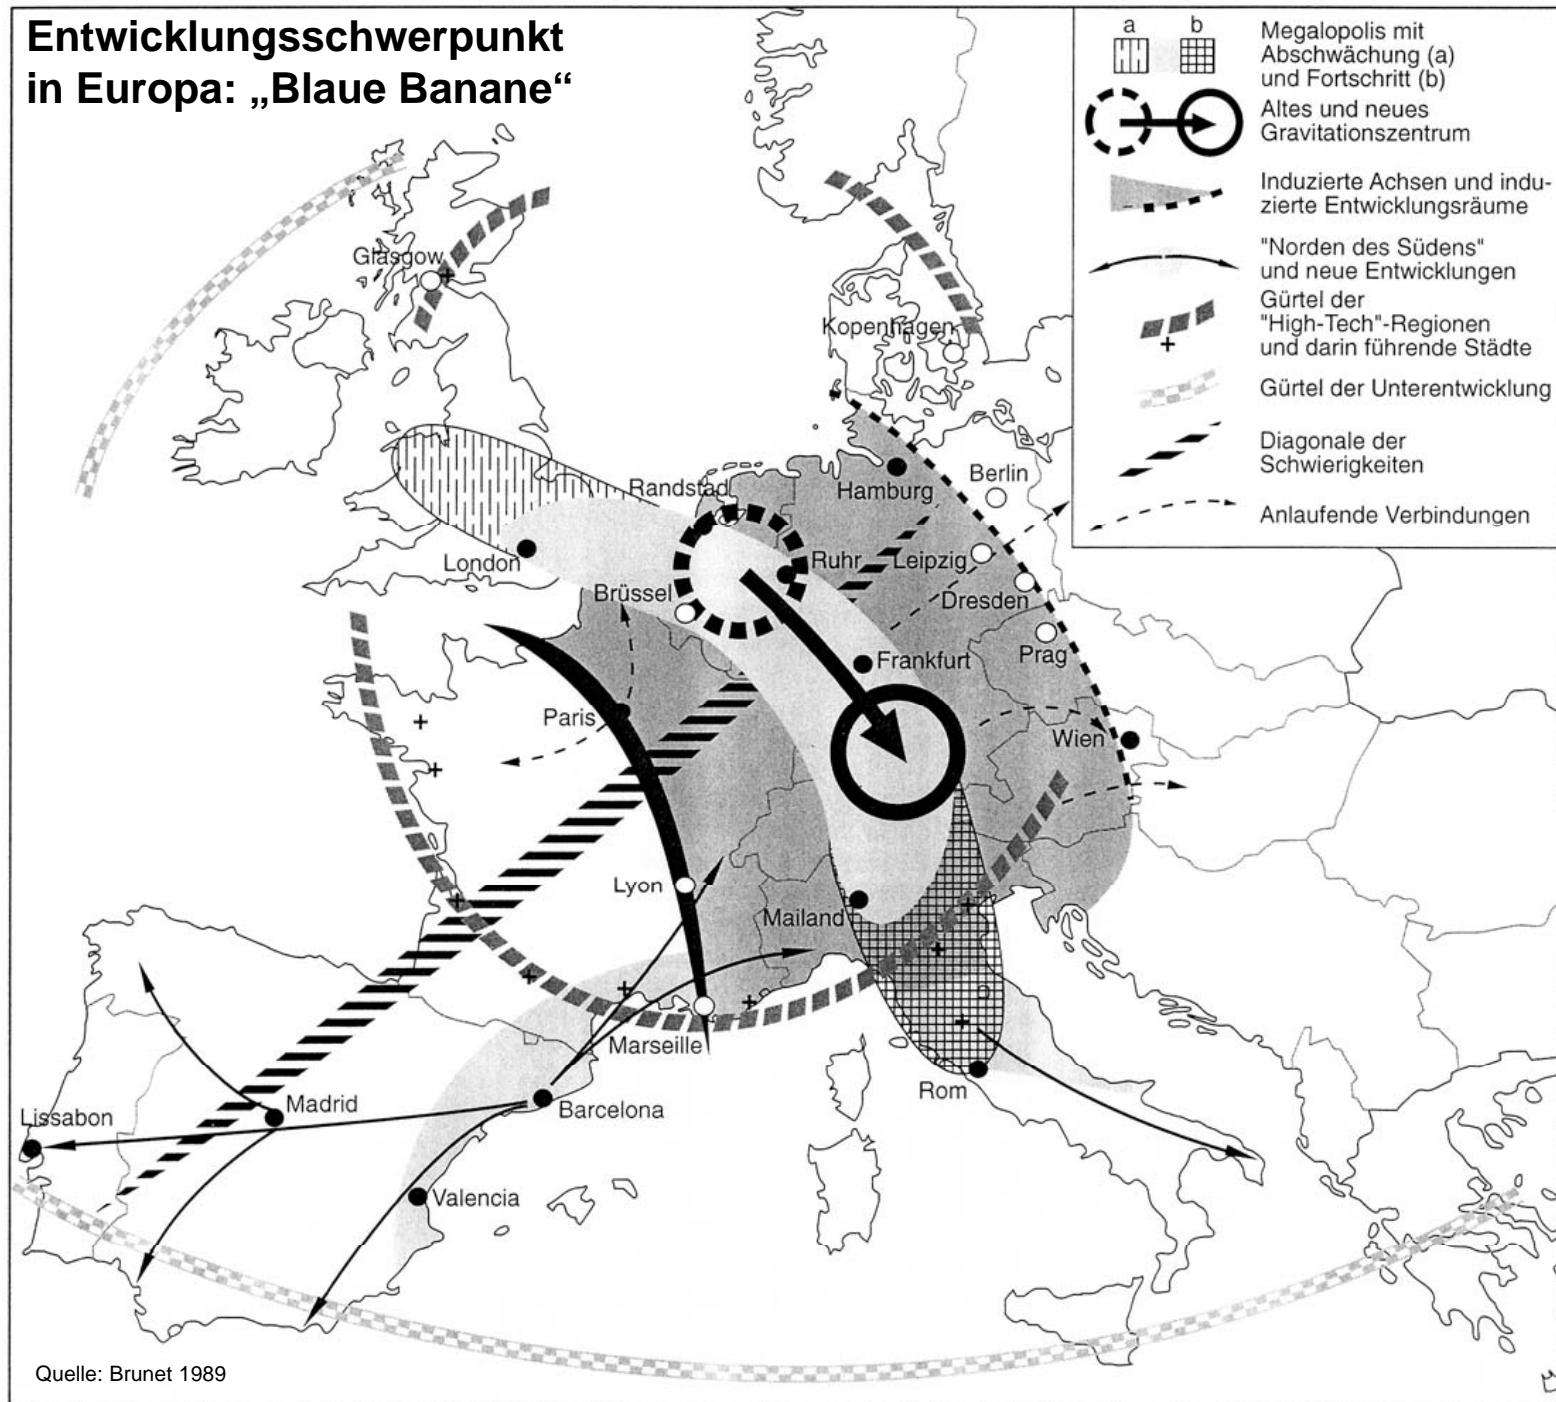 Entwicklungsschwerpunkt
in Europa: „Blaue Banane“
a b
Megalopolis mit
Abschwächung (a)
und Fortschritt (b)
Altes und neues
Gravitationszentrum
Induzierte Achsen und indu-
zierte Entwicklungsräume
"Norden des Südens"
und neue Entwicklungen
Gürtel der
"High-Tech"-Regionen
und darin führende Städte
Gürtel der Unterentwicklung
Diagonale der
Schwierigkeiten
Anlaufende Verbindungen
Glasgow
Kopenhagen
Berlin
Randstad
Hamburg
London
Ruhr
Leipzig
Brüssel
Dresden
Frankfurt
Prag
Paris
Wien
Lyon
Mailand
Marseille
Rom
Madrid
Barcelona
Lissabon
Valencia
Quelle: Brunet 1989